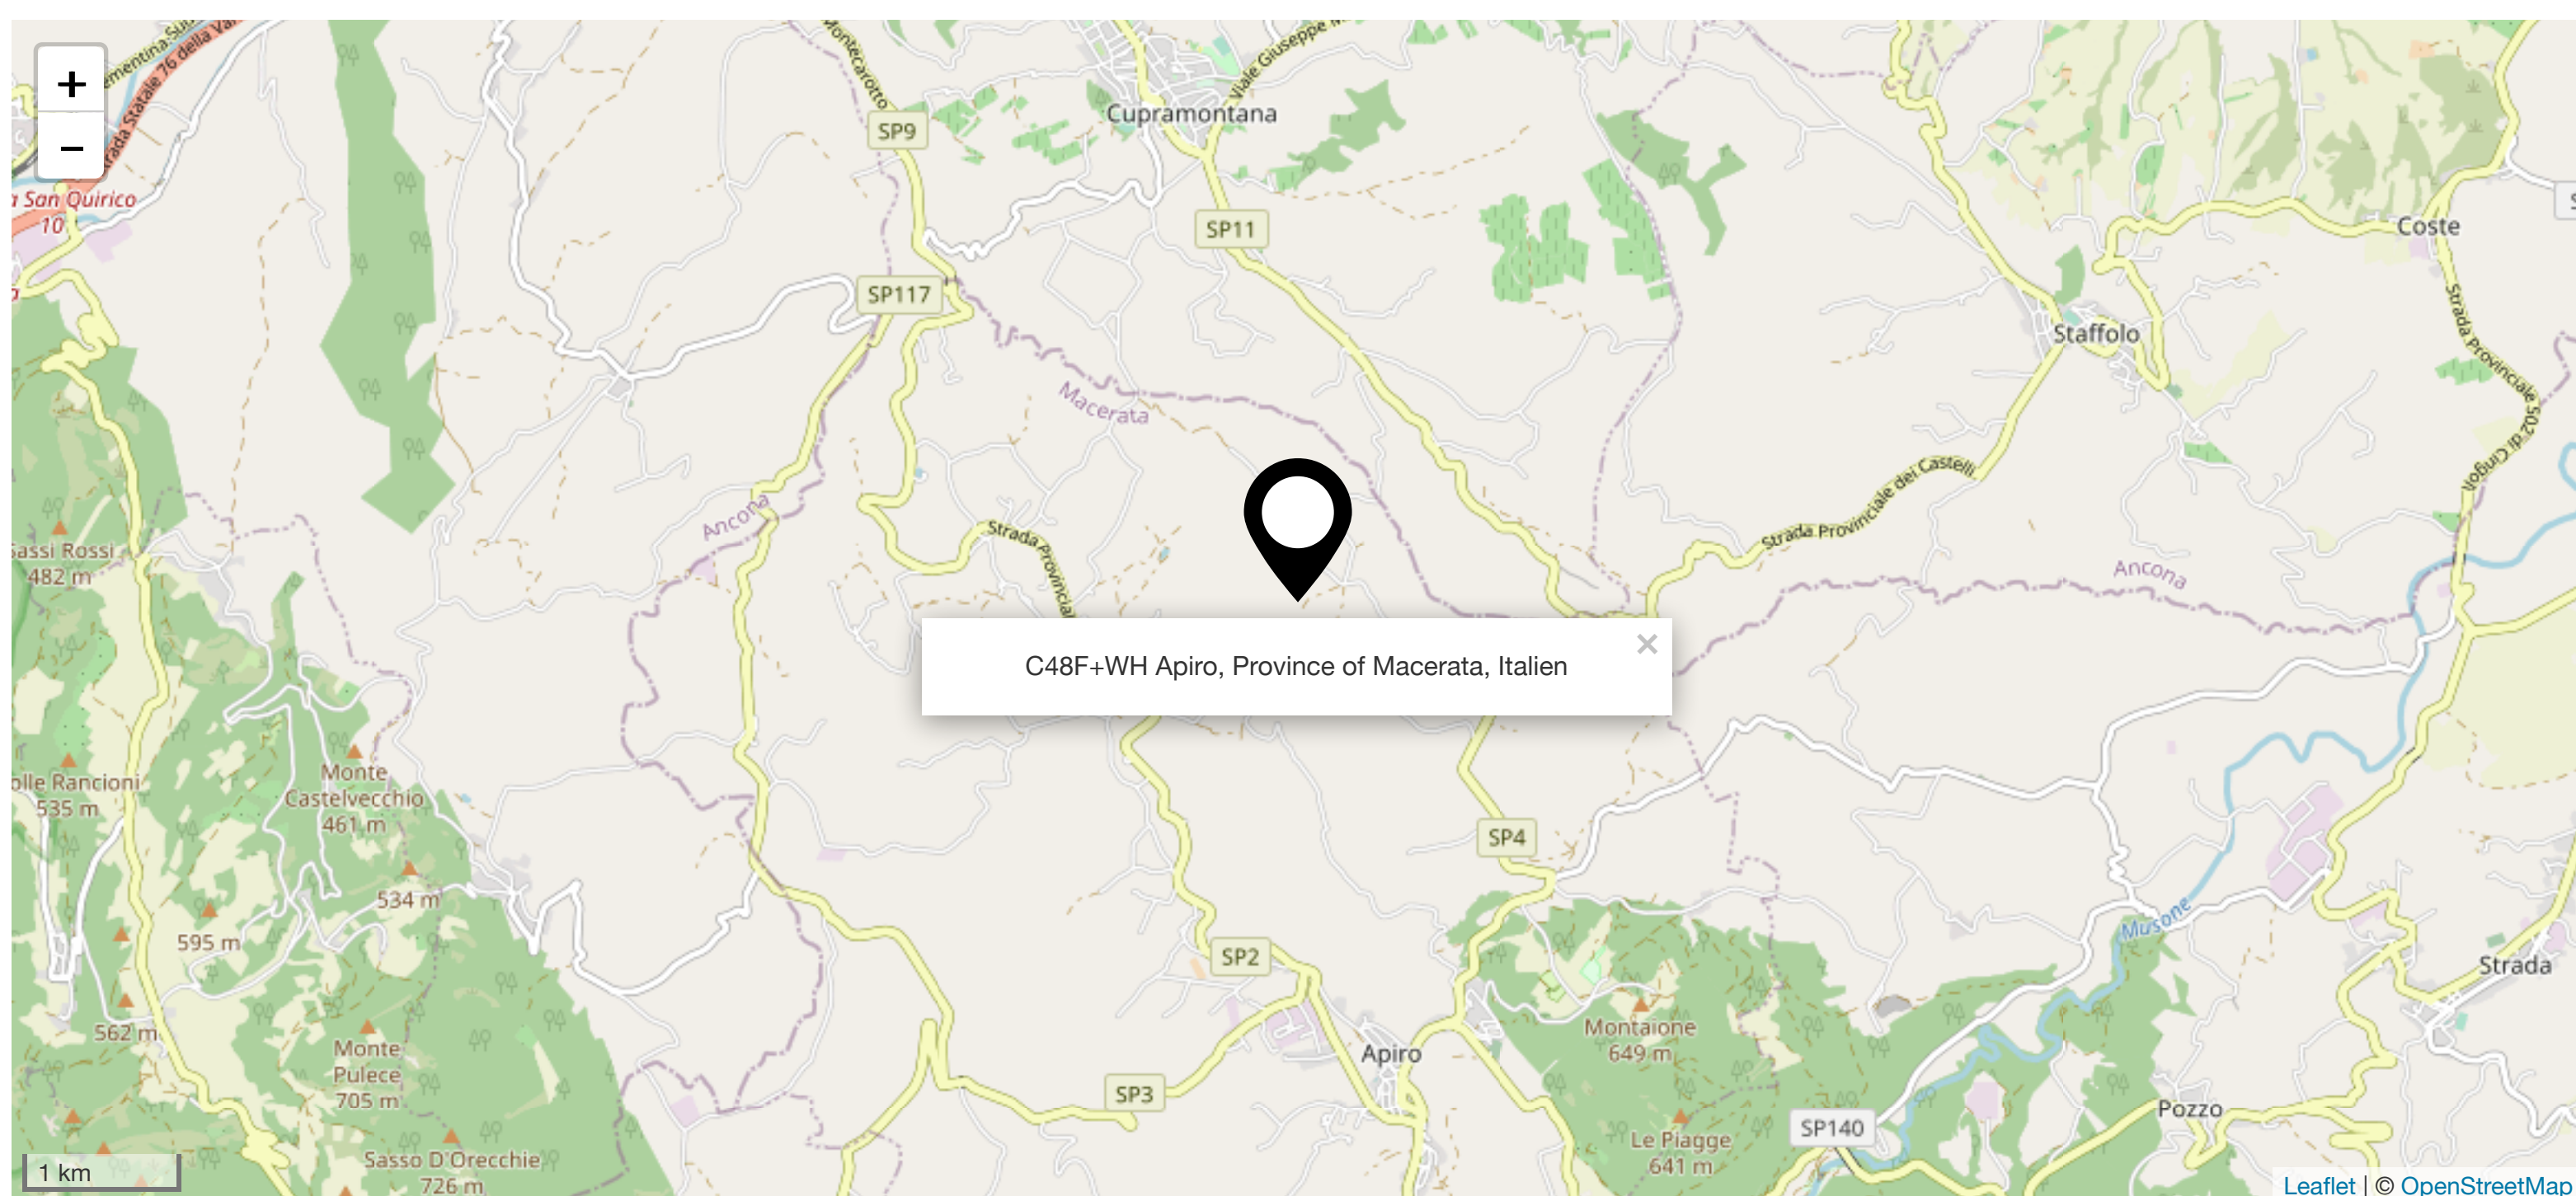 +
−
Cupramontana
Viale Giuseppe
Montecarotto
SP9
San Quirico
10
SP11
Coste
SP117
Staffolo
Strada Provinciale 502 di Cingoli
Macerata
Ancona
Strada Provinciale dei Castelli
Strada Provincial
Sassi Rossi
482 m
Ancona
C48F+WH Apiro, Province of Macerata, Italien
×
Monte
Castelvecchio
461 m
535 m
SP4
534 m
595 m
Musone
SP2
Strada
562 m
Montaione
649 m
Apiro
Monte
Pulece
705 m
SP3
Pozzo
SP140
Le Piagge
641 m
Sasso D'Orecchie
726 m
1 km
Leaflet | © OpenStreetMap